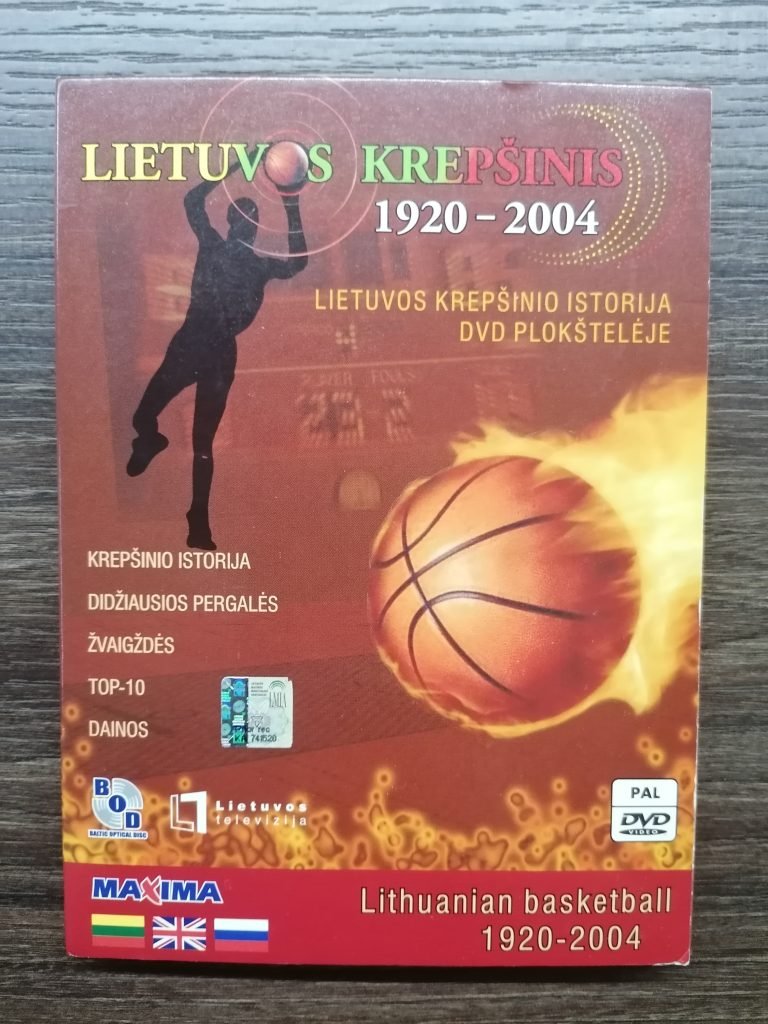 LIETUVOS KREPŠINIS
1920 – 2004
LIETUVOS KREPŠINIO ISTORIJA
DVD PLOKŠTELĖJE
KREPŠINIO ISTORIJA
DIDŽIAUSIOS PERGALĖS
ŽVAIGŽDĖS
TOP-10
DAINOS
BOD
BALTIC OPTICAL DISC
Lietuvos
televizija
PAL
DVD
VIDEO
MAXIMA
Lithuanian basketball
1920-2004